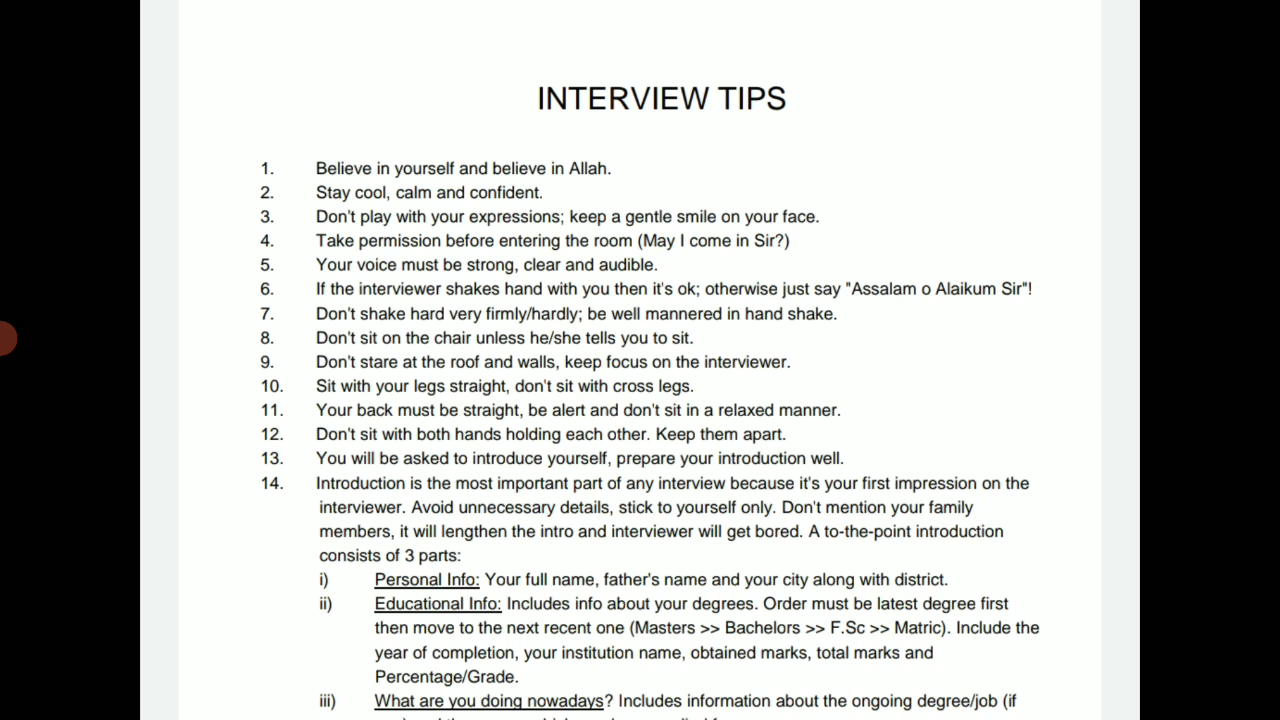 INTERVIEW TIPS
1. Believe in yourself and believe in Allah.
2. Stay cool, calm and confident.
3. Don't play with your expressions; keep a gentle smile on your face.
4. Take permission before entering the room (May I come in Sir?)
5. Your voice must be strong, clear and audible.
6. If the interviewer shakes hand with you then it's ok; otherwise just say "Assalam o Alaikum Sir"!
7. Don't shake hard very firmly/hardly; be well mannered in hand shake.
8. Don't sit on the chair unless he/she tells you to sit.
9. Don't stare at the roof and walls, keep focus on the interviewer.
10. Sit with your legs straight, don't sit with cross legs.
11. Your back must be straight, be alert and don't sit in a relaxed manner.
12. Don't sit with both hands holding each other. Keep them apart.
13. You will be asked to introduce yourself, prepare your introduction well.
14. Introduction is the most important part of any interview because it's your first impression on the
interviewer. Avoid unnecessary details, stick to yourself only. Don't mention your family
members, it will lengthen the intro and interviewer will get bored. A to-the-point introduction
consists of 3 parts:
i) Personal Info: Your full name, father's name and your city along with district.
ii) Educational Info: Includes info about your degrees. Order must be latest degree first
then move to the next recent one (Masters >> Bachelors >> F.Sc >> Matric). Include the
year of completion, your institution name, obtained marks, total marks and
Percentage/Grade.
iii) What are you doing nowadays? Includes information about the ongoing degree/job (if